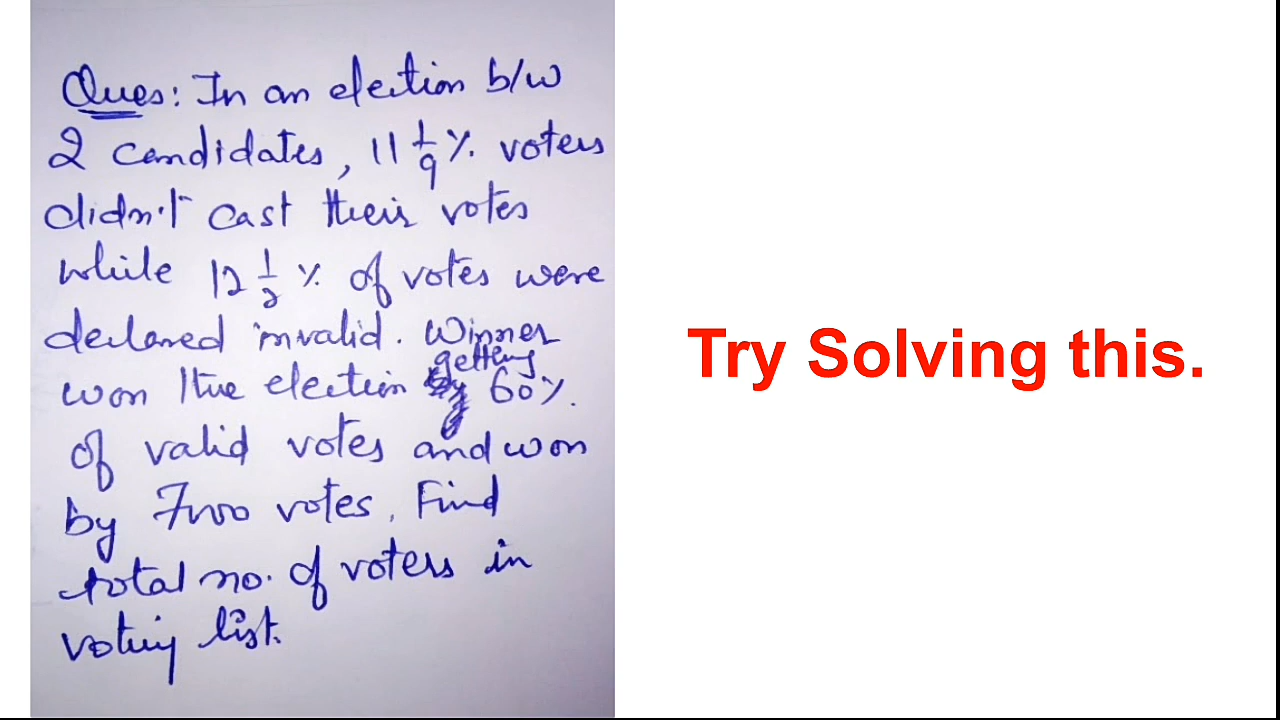 Ques: In an election b/w
2 candidates, 11 1/9 % voters
didn't cast their votes
while 12 1/2 % of votes were
declared invalid. Winner
won the election getting 60%.
of valid votes and won
by votes. Find
total no. of voters in
voting list.
Try Solving this.